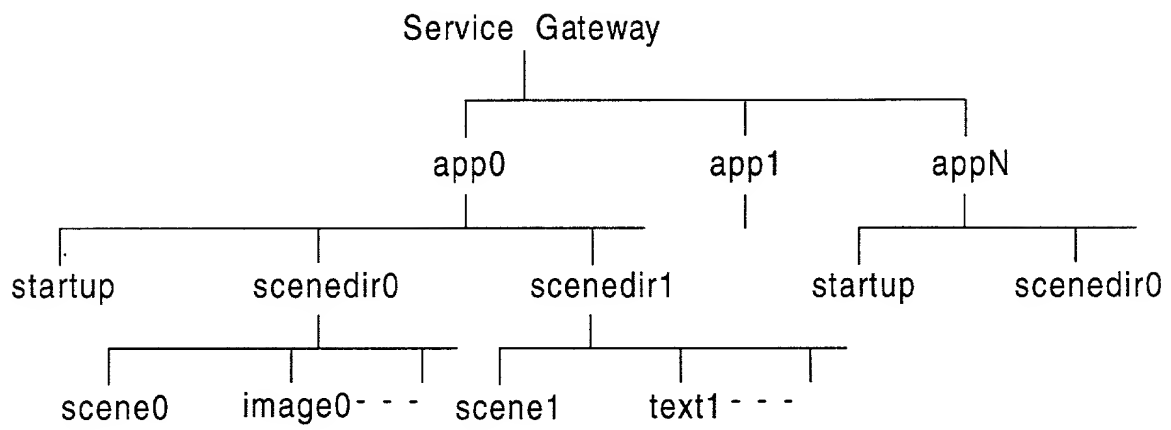 Service Gateway
app0 app1 appN
startup scenedir0 scenedir1 startup scenedir0
scene0 image0- - - scene1 text1- - -